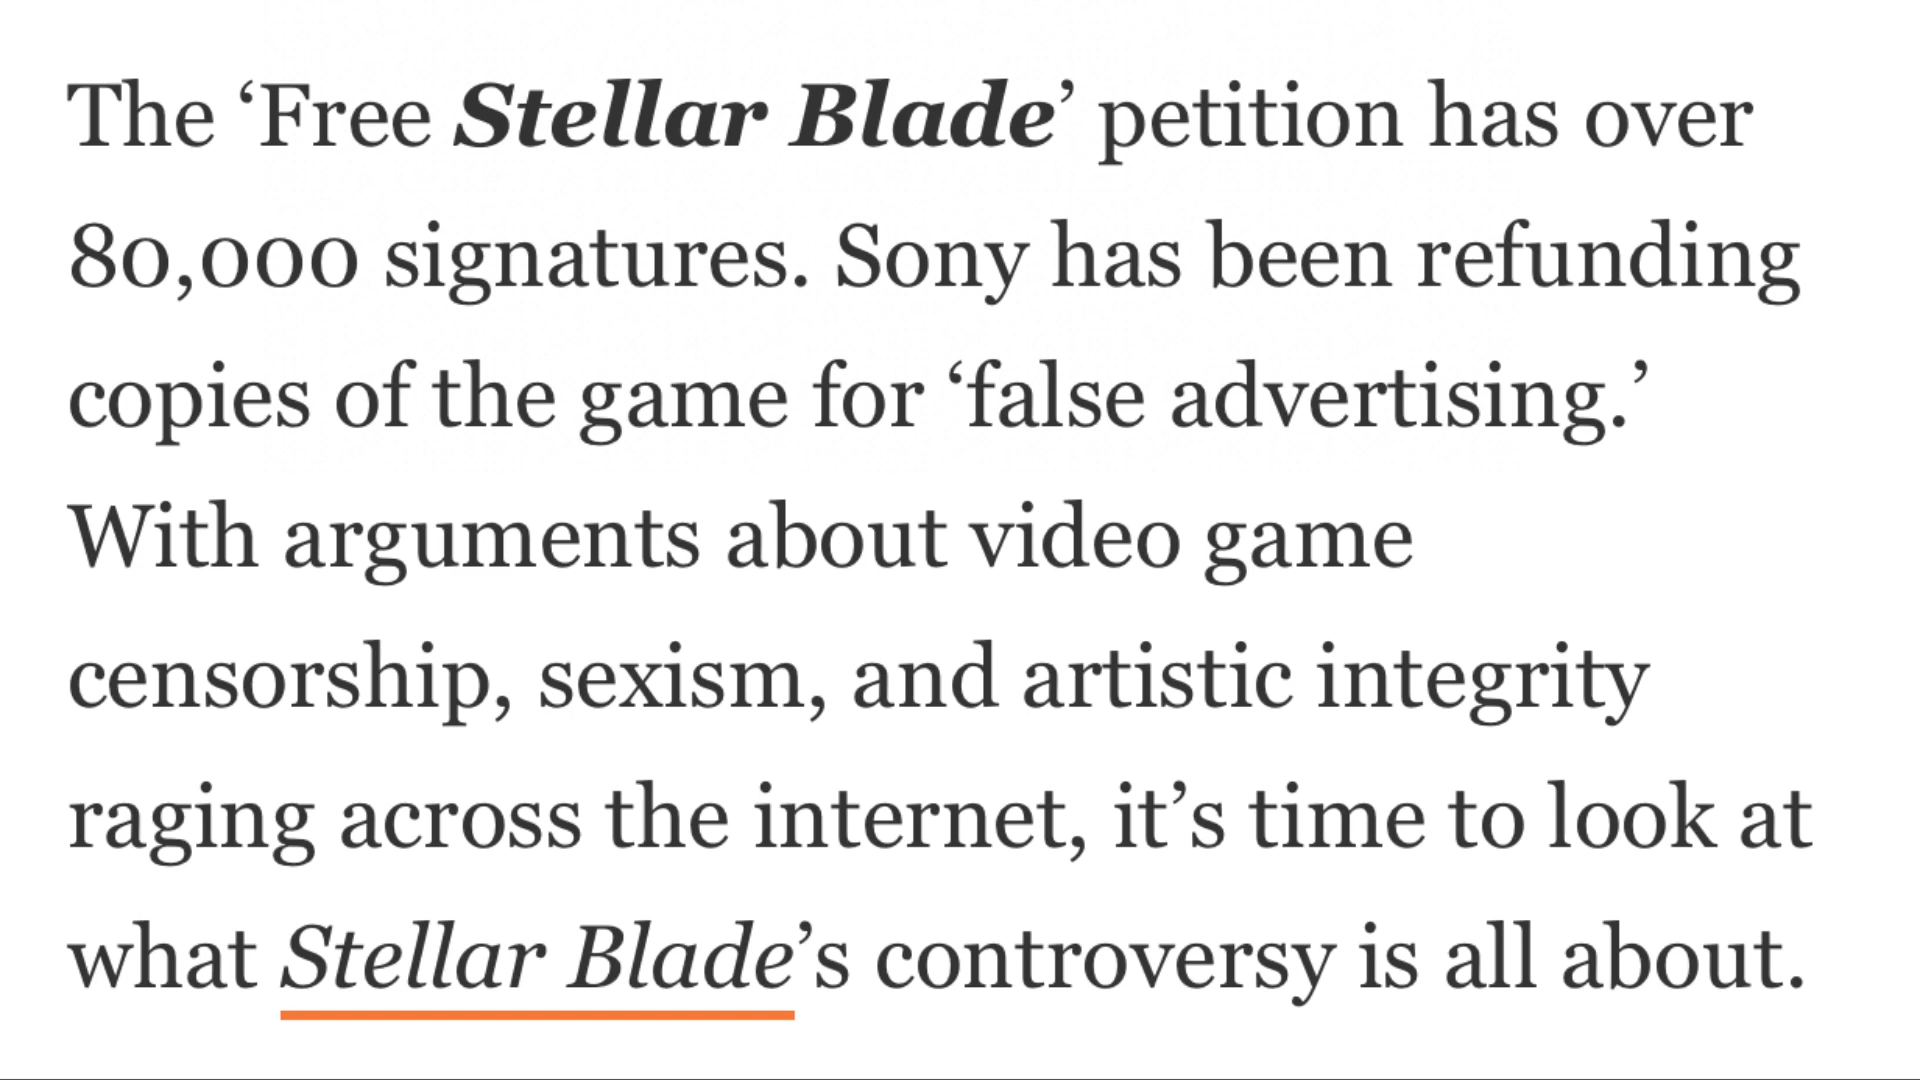 The ‘Free Stellar Blade’ petition has over
80,000 signatures. Sony has been refunding
copies of the game for ‘false advertising.’
With arguments about video game
censorship, sexism, and artistic integrity
raging across the internet, it’s time to look at
what Stellar Blade’s controversy is all about.